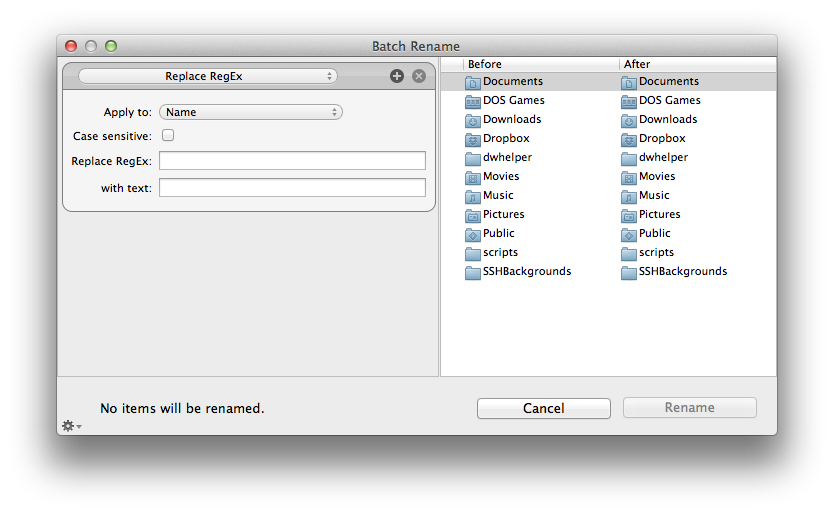 Batch Rename
Replace RegEx
Apply to: Name
Case sensitive:
Replace RegEx:
with text:
Before After
Documents Documents
DOS Games DOS Games
Downloads Downloads
Dropbox Dropbox
dwhelper dwhelper
Movies Movies
Music Music
Pictures Pictures
Public Public
scripts scripts
SSHBackgrounds SSHBackgrounds
No items will be renamed.
Cancel Rename